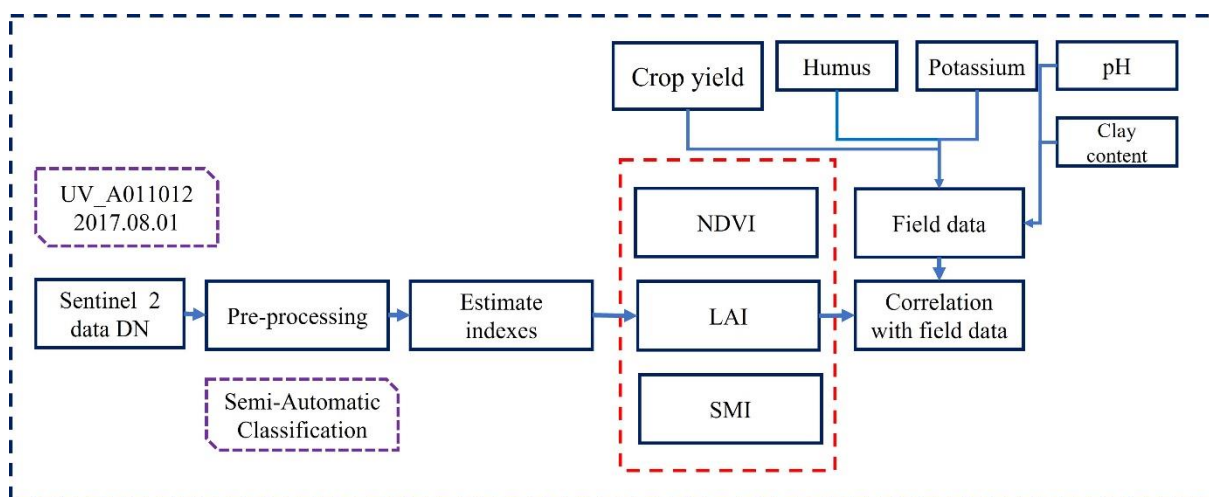 Crop yield
Humus
Potassium
pH
Clay
content
UV_A011012
2017.08.01
NDVI
Field data
Sentinel 2
data DN
Pre-processing
Estimate
indexes
LAI
Correlation
with field data
Semi-Automatic
Classification
SMI